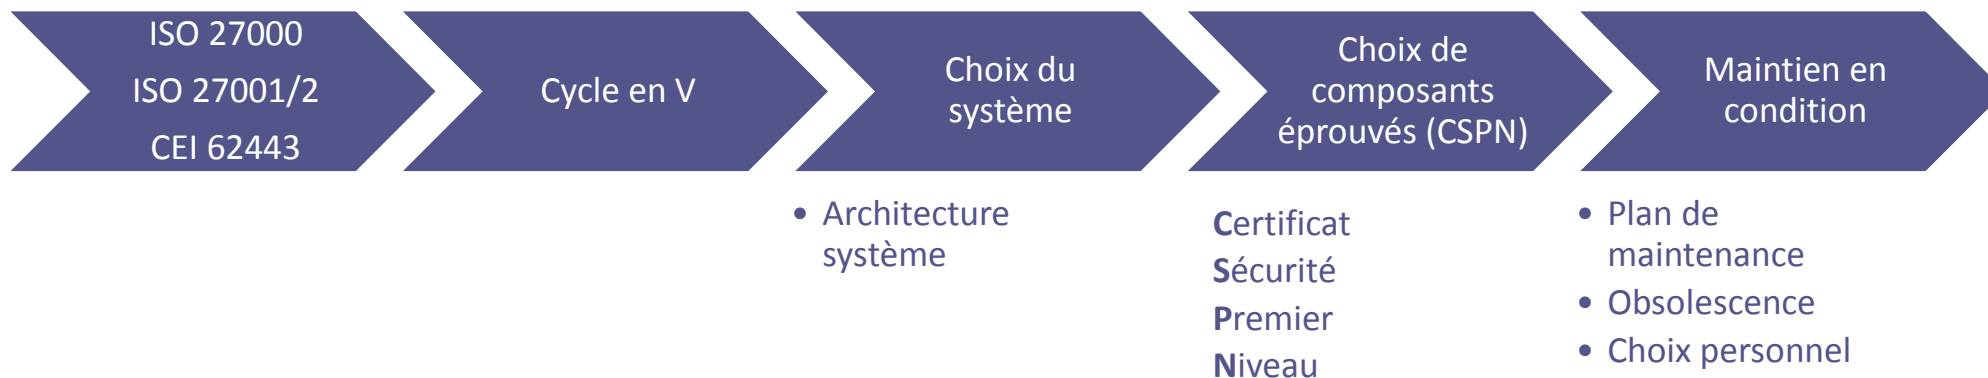 ISO 27000
ISO 27001/2
CEI 62443
Cycle en V
Choix du
système
Choix de
composants
éprouvés (CSPN)
Maintien en
condition
• Architecture
système
Certificat
Sécurité
Premier
Niveau
• Plan de
maintenance
• Obsolescence
• Choix personnel